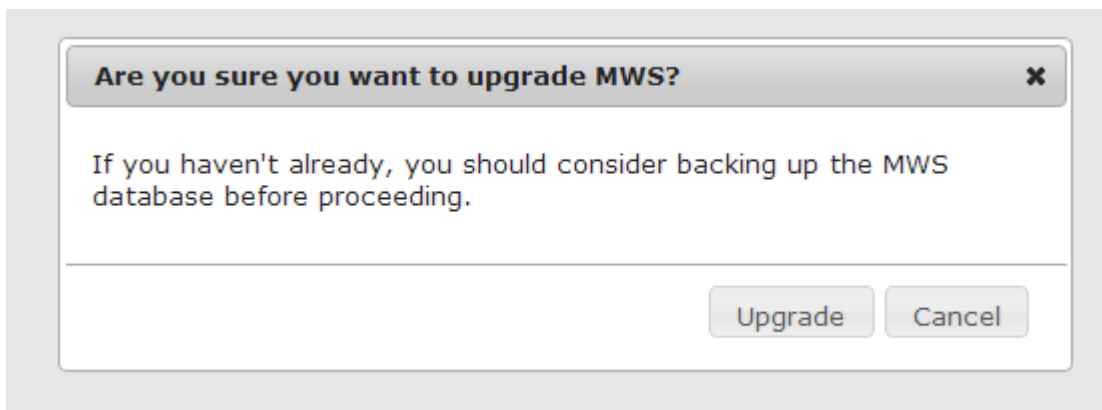 Are you sure you want to upgrade MWS?
If you haven't already, you should consider backing up the MWS
database before proceeding.
Upgrade Cancel